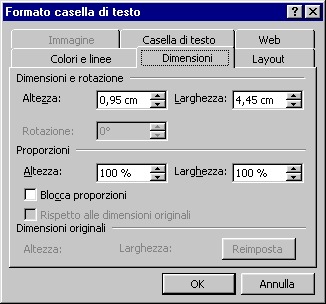 Formato casella di testo
Immagine Casella di testo Web
Colori e linee Dimensioni Layout
Dimensioni e rotazione
Altezza: 0,95 cm Larghezza: 4,45 cm
Rotazione: 0°
Proporzioni
Altezza: 100 % Larghezza: 100 %
Blocca proporzioni
Rispetto alle dimensioni originali
Dimensioni originali
Altezza: Larghezza: Reimposta
OK Annulla